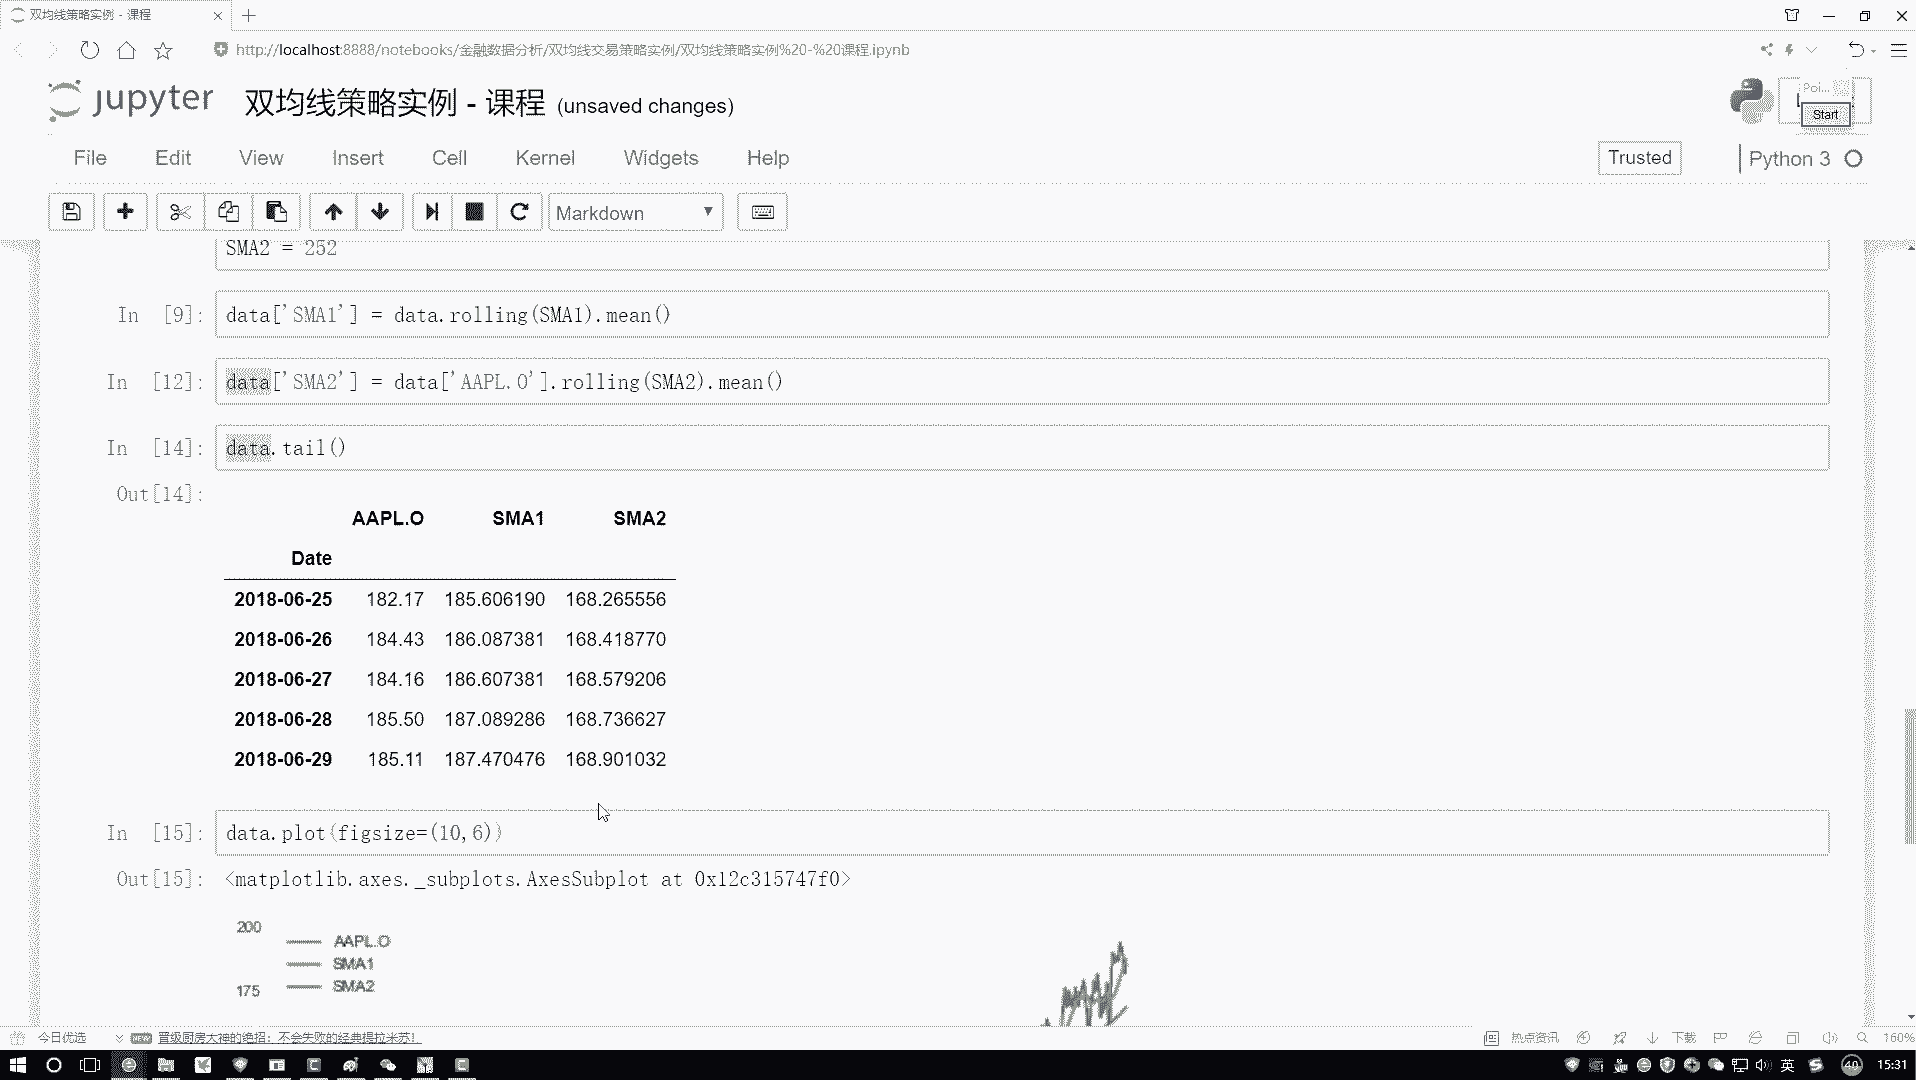 双均线策略实例 - 课程
http://localhost:8888/notebooks/金融数据分析/双均线交易策略实例/双均线策略实例%20-%20课程.ipynb
jupyter 双均线策略实例 - 课程 (unsaved changes)
Poi...
Start
File Edit View Insert Cell Kernel Widgets Help
Trusted
Python 3
Markdown
SMA2 = 252
In [9]: data['SMA1'] = data.rolling(SMA1).mean()
In [12]: data['SMA2'] = data['AAPL.O'].rolling(SMA2).mean()
In [14]: data.tail()
Out[14]:
AAPL.O SMA1 SMA2
Date
2018-06-25 182.17 185.606190 168.265556
2018-06-26 184.43 186.087381 168.418770
2018-06-27 184.16 186.607381 168.579206
2018-06-28 185.50 187.089286 168.736627
2018-06-29 185.11 187.470476 168.901032
In [15]: data.plot(figsize=(10,6))
Out[15]: <matplotlib.axes._subplots.AxesSubplot at 0x12c315747f0>
200
AAPL.O
SMA1
SMA2
175
今日优选
NEW 晋级厨房大神的绝招：不会失败的经典提拉米苏！
热点资讯
下载
160%
英
40
15:31